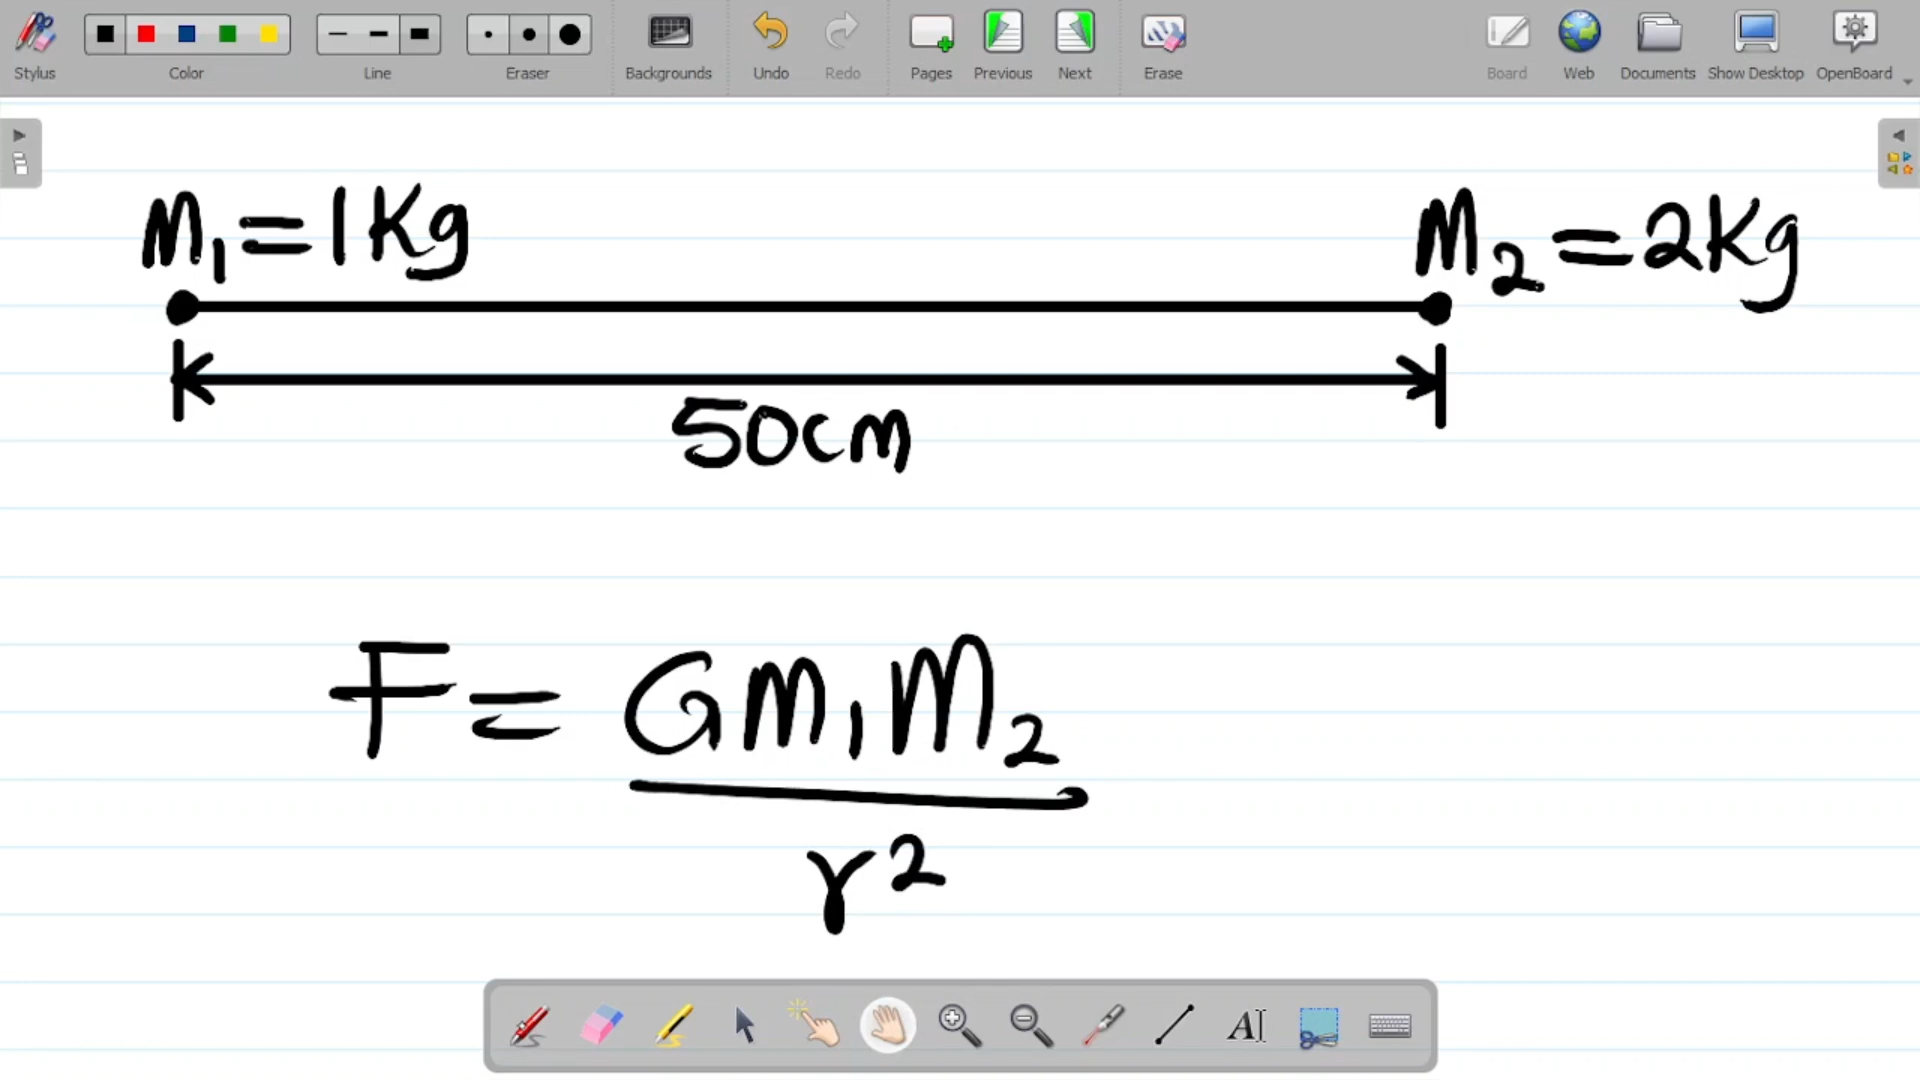 Stylus Color Line Eraser Backgrounds Undo Redo Pages Previous Next Erase Board Web Documents Show Desktop OpenBoard
M₁=1Kg M₂=2Kg
50cm
F= Gm₁M₂
r²